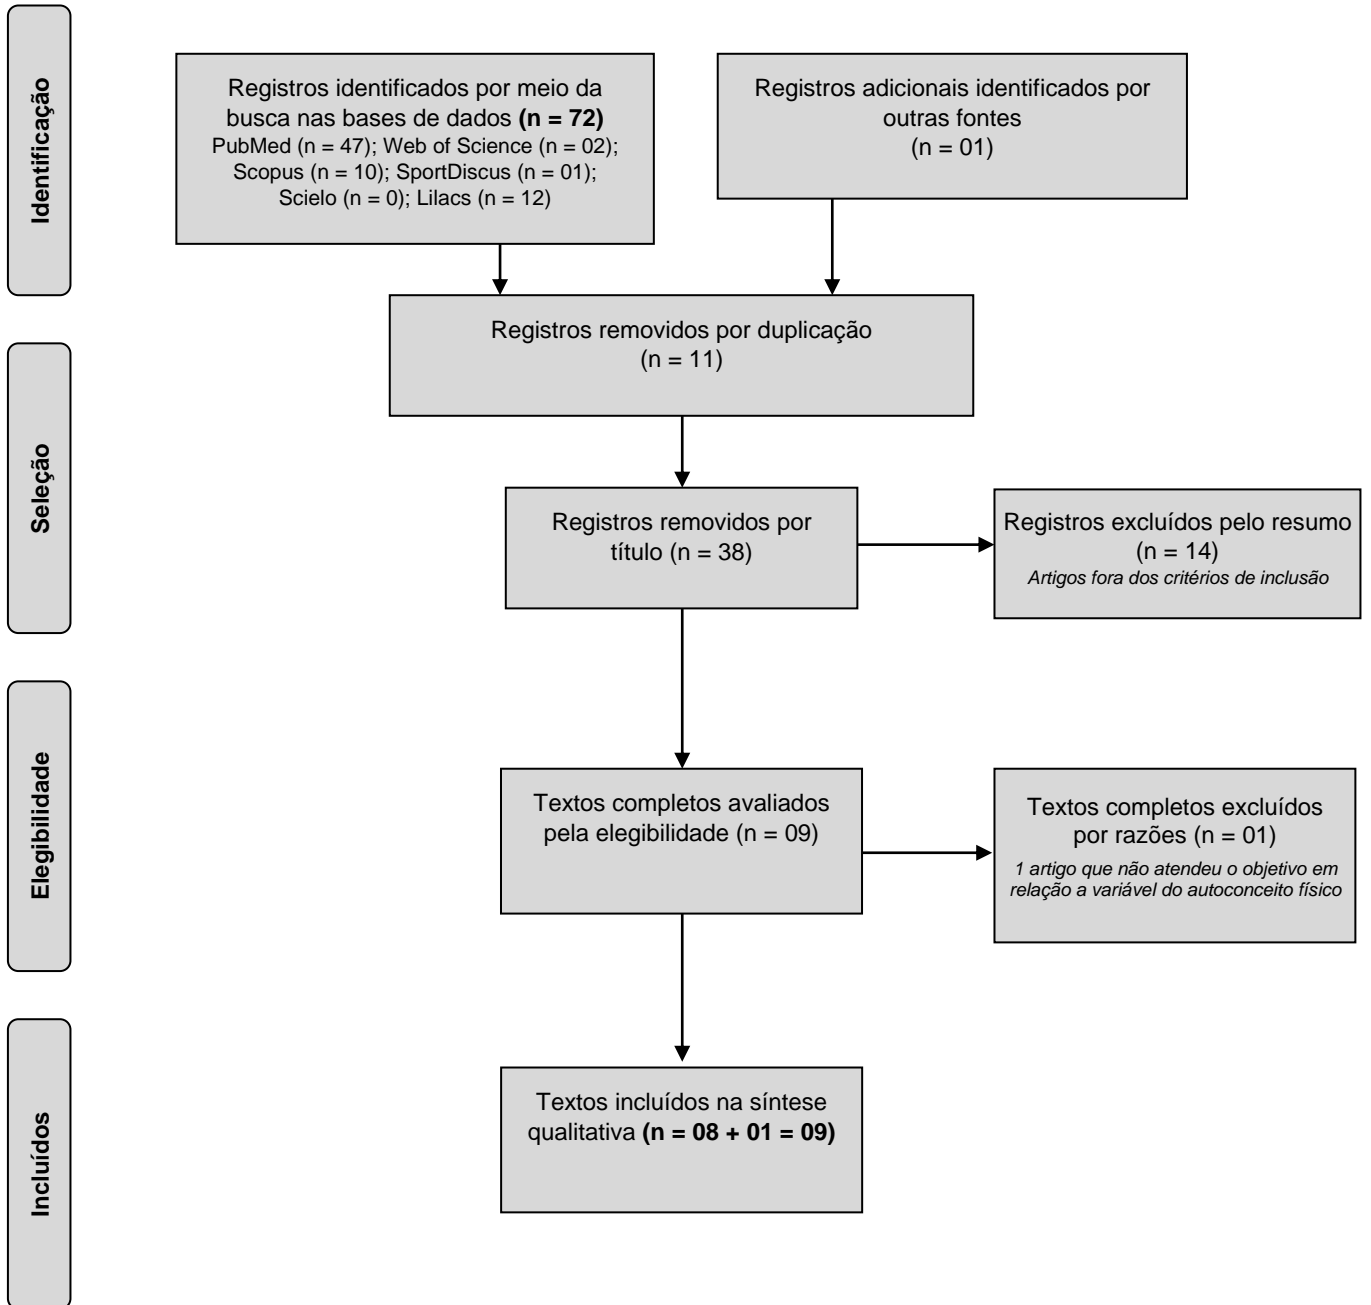 Identificação
Registros identificados por meio da
busca nas bases de dados (n = 72)
PubMed (n = 47); Web of Science (n = 02);
Scopus (n = 10); SportDiscus (n = 01);
Scielo (n = 0); Lilacs (n = 12)
Registros adicionais identificados por
outras fontes
(n = 01)
Registros removidos por duplicação
(n = 11)
Seleção
Registros removidos por
título (n = 38)
Registros excluídos pelo resumo
(n = 14)
Artigos fora dos critérios de inclusão
Elegibilidade
Textos completos avaliados
pela elegibilidade (n = 09)
Textos completos excluídos
por razões (n = 01)
1 artigo que não atendeu o objetivo em
relação a variável do autoconceito físico
Incluídos
Textos incluídos na síntese
qualitativa (n = 08 + 01 = 09)